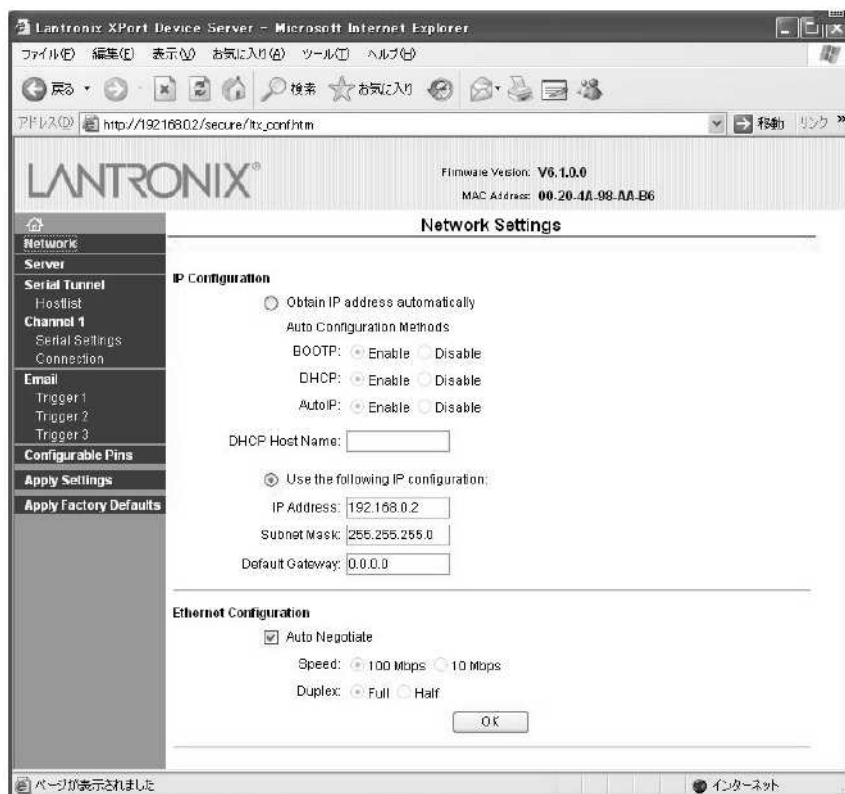 Lantronix XPort Device Server - Microsoft Internet Explorer
ファイル(F) 編集(E) 表示(V) お気に入り(A) ツール(T) ヘルプ(H)
戻る 検索 お気に入り
アドレス(D) http://192.168.0.2/secure/ltx_conf.htm 移動 リンク »
LANTRONIX®
Firmware Version: V6.1.0.0
MAC Address: 00-20-4A-98-AA-B6
Network
Server
Serial Tunnel
Hostlist
Channel 1
Serial Settings
Connection
Email
Trigger 1
Trigger 2
Trigger 3
Configurable Pins
Apply Settings
Apply Factory Defaults
Network Settings
IP Configuration
Obtain IP address automatically
Auto Configuration Methods
BOOTP: Enable Disable
DHCP: Enable Disable
AutoIP: Enable Disable
DHCP Host Name:
Use the following IP configuration:
IP Address: 192.168.0.2
Subnet Mask: 255.255.255.0
Default Gateway: 0.0.0.0
Ethernet Configuration
Auto Negotiate
Speed: 100 Mbps 10 Mbps
Duplex: Full Half
OK
ページが表示されました インターネット